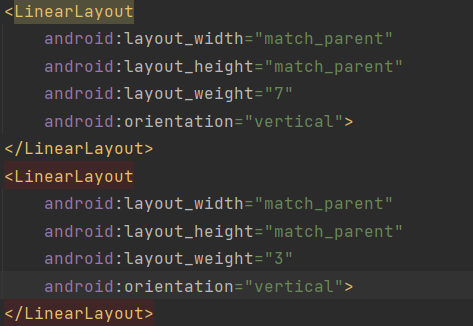 <LinearLayout
android:layout_width="match_parent"
android:layout_height="match_parent"
android:layout_weight="7"
android:orientation="vertical">
</LinearLayout>
<LinearLayout
android:layout_width="match_parent"
android:layout_height="match_parent"
android:layout_weight="3"
android:orientation="vertical">
</LinearLayout>